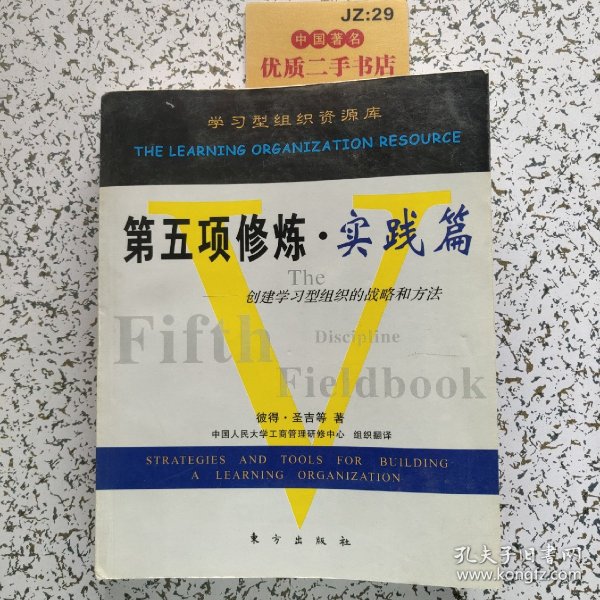 JZ:29
中国著名
优质二手书店
学习型组织资源库
THE LEARNING ORGANIZATION RESOURCE
第五项修炼·实践篇
The
——创建学习型组织的战略和方法
Fifth Discipline
Fieldbook
彼得·圣吉等 著
中国人民大学工商管理研修中心 组织翻译
STRATEGIES AND TOOLS FOR BUILDING
A LEARNING ORGANIZATION
东方出版社
孔夫子旧书网
www.kongfz.com